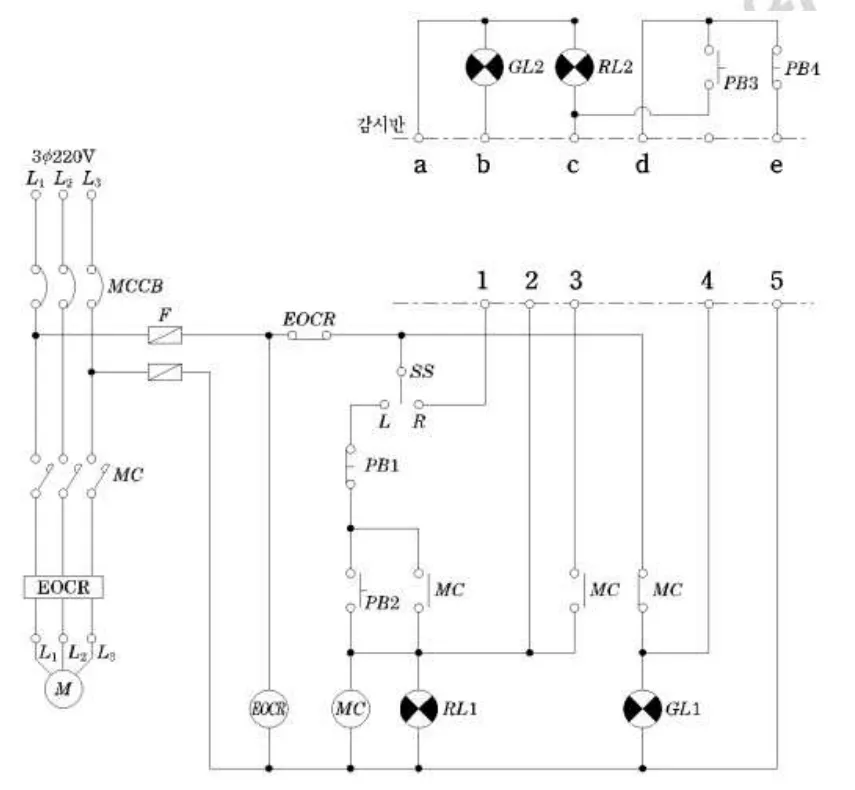 GL2 RL2 PB3 PB4
감시반
a b c d e
3φ220V
L1 L2 L3
MCCB
F
EOCR
1 2 3 4 5
SS
L R
PB1
MC
EOCR
PB2 MC MC MC
L1 L2 L3
M
EOCR MC RL1 GL1